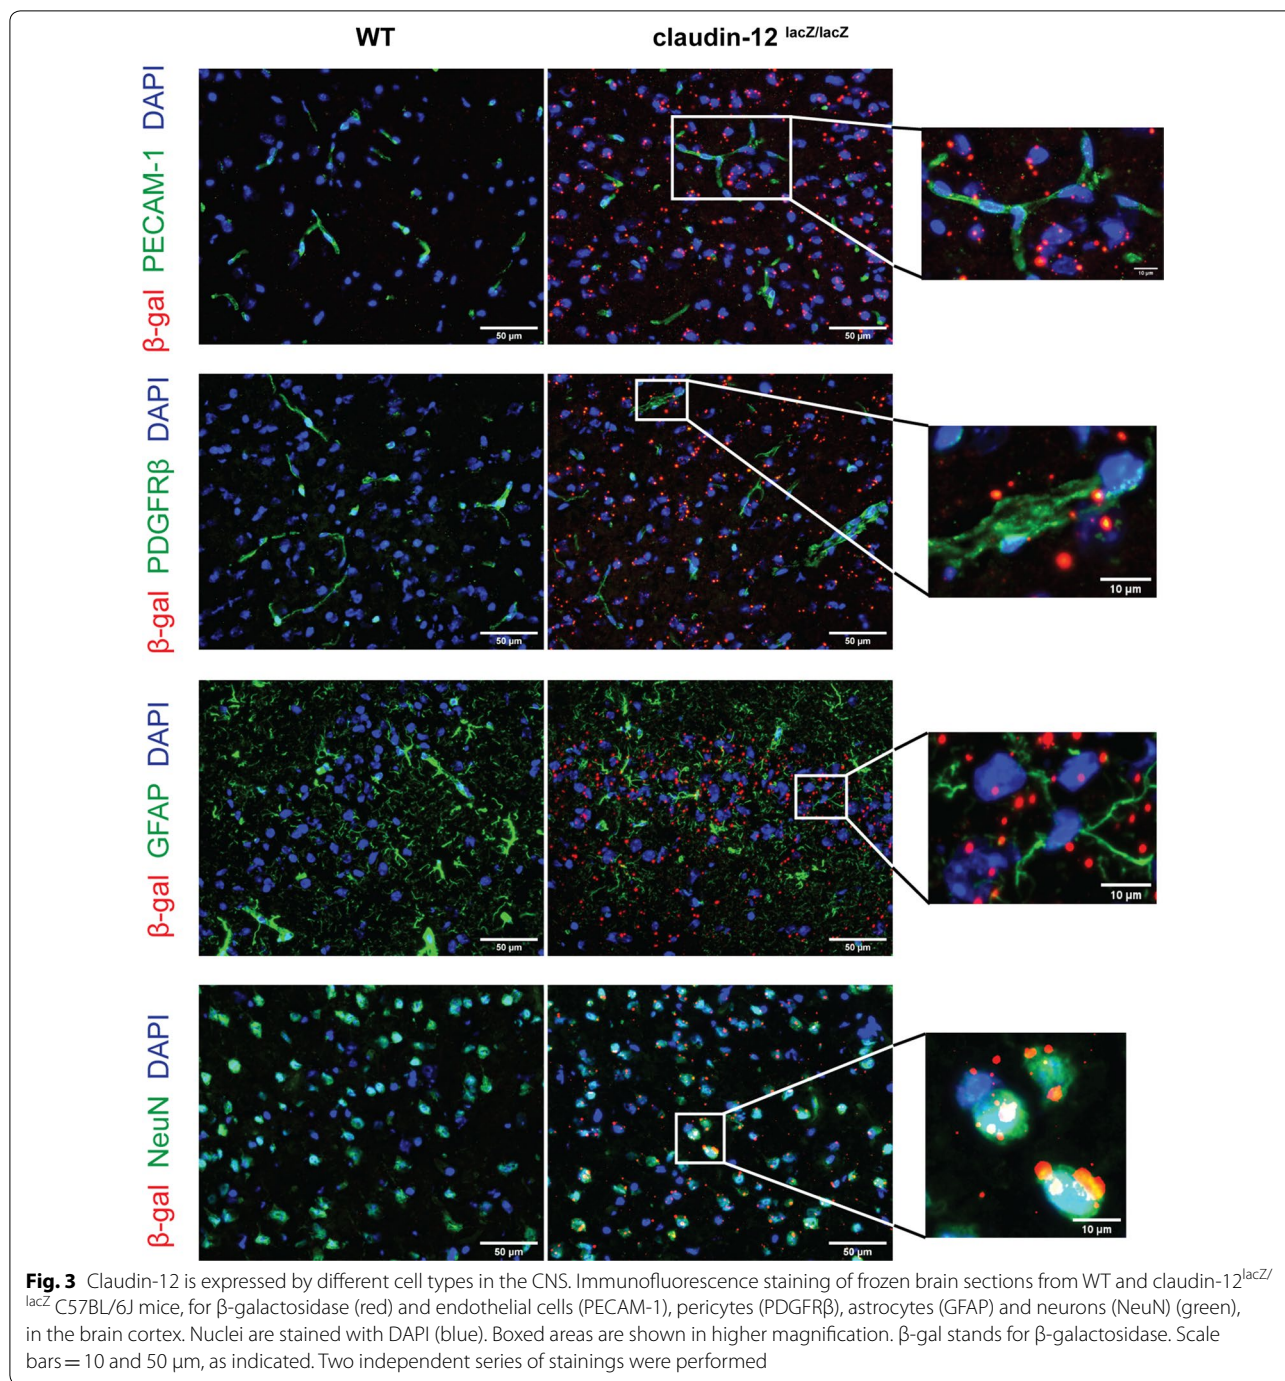 WT
claudin-12 lacZ/lacZ
β-gal PECAM-1 DAPI
50 µm
50 µm
10 µm
β-gal PDGFRβ DAPI
50 µm
50 µm
10 µm
β-gal GFAP DAPI
50 µm
50 µm
10 µm
β-gal NeuN DAPI
50 µm
50 µm
10 µm
Fig. 3 Claudin-12 is expressed by different cell types in the CNS. Immunofluorescence staining of frozen brain sections from WT and claudin-12lacZ/
lacZ C57BL/6J mice, for β-galactosidase (red) and endothelial cells (PECAM-1), pericytes (PDGFRβ), astrocytes (GFAP) and neurons (NeuN) (green),
in the brain cortex. Nuclei are stained with DAPI (blue). Boxed areas are shown in higher magnification. β-gal stands for β-galactosidase. Scale
bars = 10 and 50 µm, as indicated. Two independent series of stainings were performed